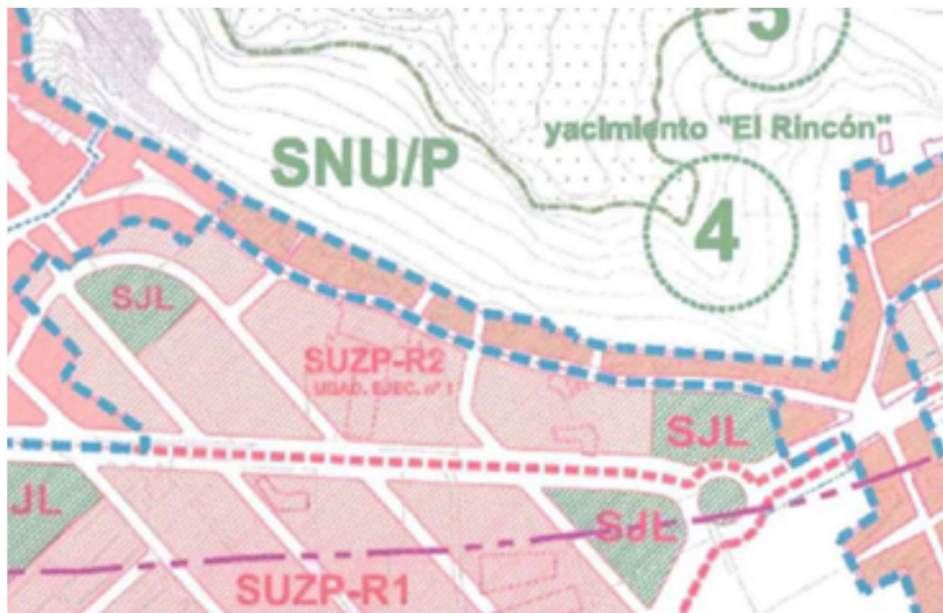 5
yacimiento "El Rincón"
SNU/P
4
SJL
SUZP-R2
UDAD. EJEC. nº 1
SJL
JL
SJL
SUZP-R1